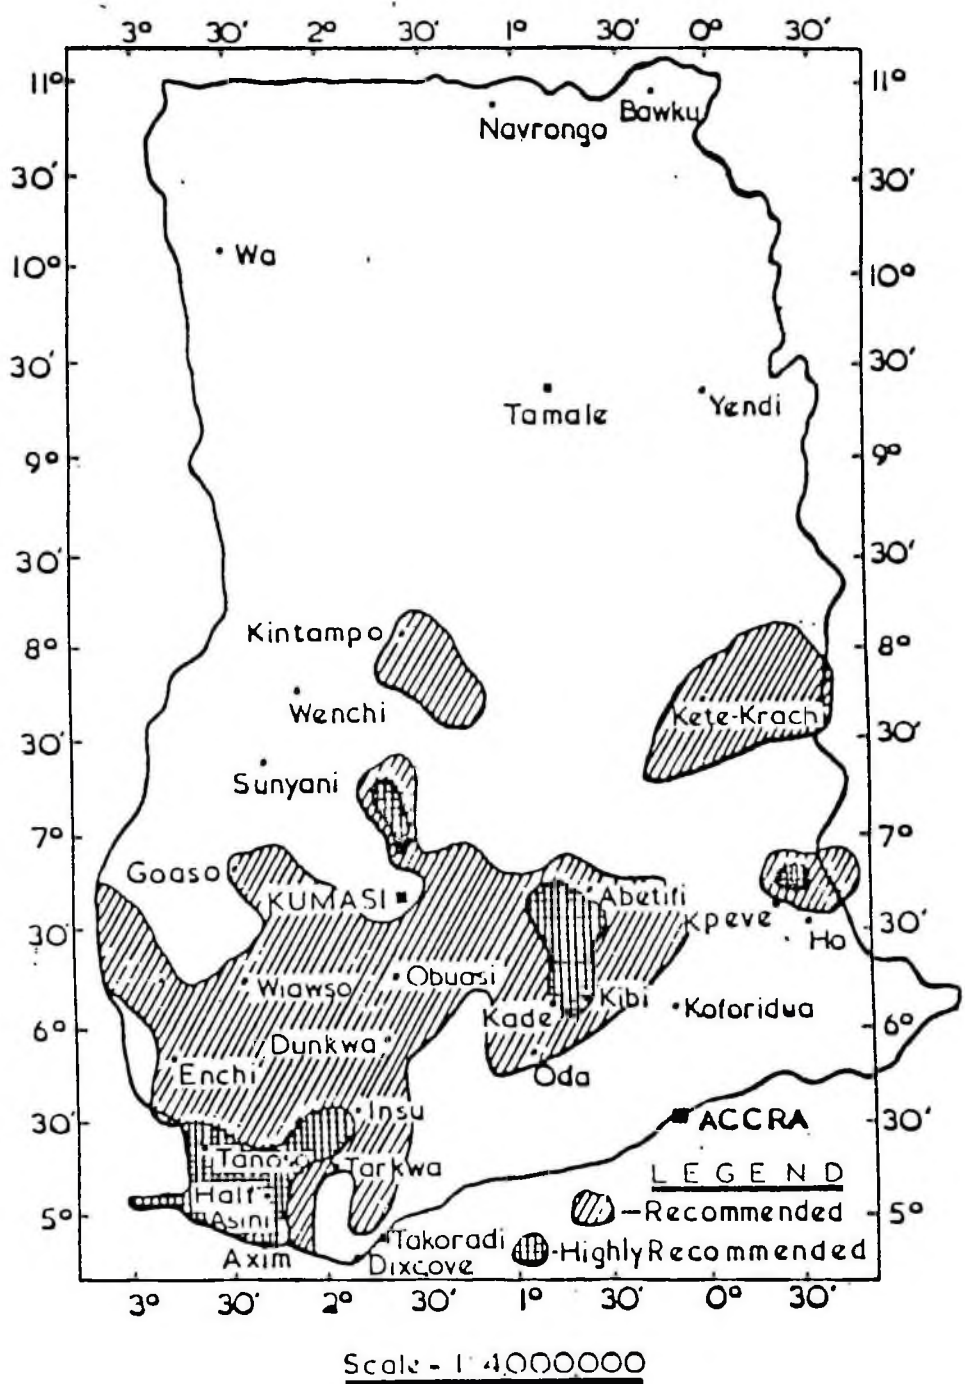 3° 30′ 2° 30′ 1° 30′ 0° 30′
11° 11°
Bawku
Navrongo
30′ 30′
Wa
10° 10°
30′ 30′
Tamale Yendi
9° 9°
30′ 30′
Kintampo
8° 8°
Wenchi Kete-Krach
30′ 30′
Sunyani
7° 7°
Goaso
KUMASI Abetifi
Kpeve
30′ 30′
Ho
Wiawso Obuasi
Kade Kibi Koforidua
6° 6°
Dunkwa
Enchi Oda
Insu
30′ 30′
ACCRA
Tarkwa
LEGEND
Half
Asini
5° 5°
-Recommended
Takoradi
-Highly Recommended
Axim Dixcove
3° 30′ 2° 30′ 1° 30′ 0° 30′
Scale - 1:4,000000